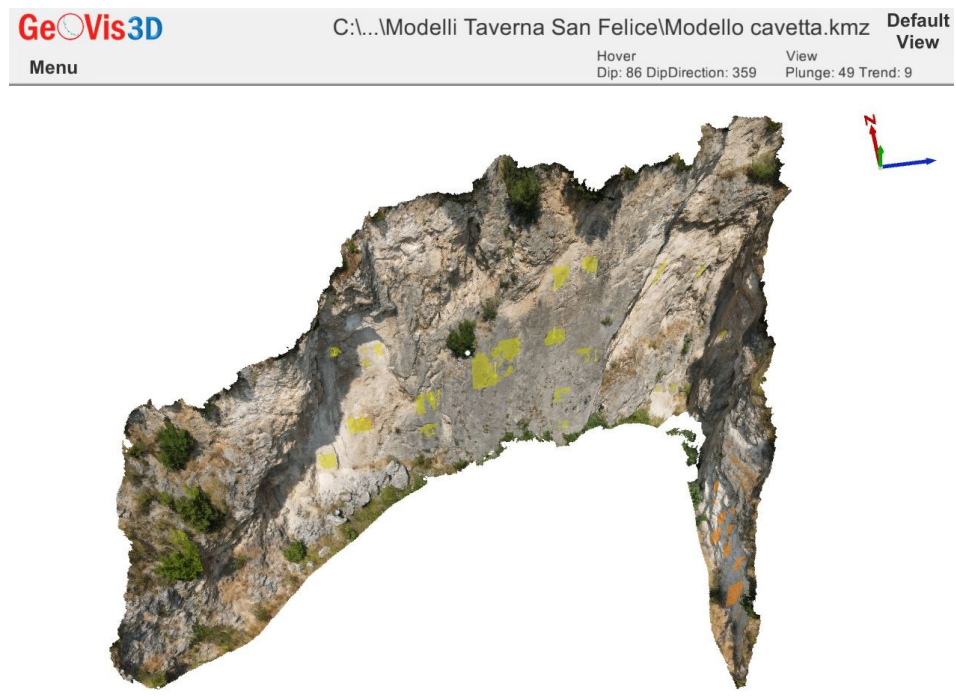 GeoVis3D
C:\...\Modelli Taverna San Felice\Modello cavetta.kmz
Default
View
Menu
Hover
Dip: 86 DipDirection: 359
View
Plunge: 49 Trend: 9
N